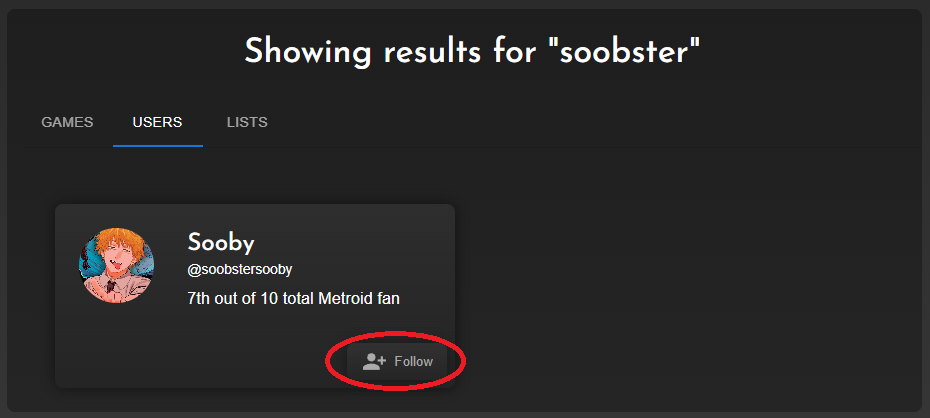 Showing results for "soobster"
GAMES USERS LISTS
Sooby
@soobstersooby
7th out of 10 total Metroid fan
Follow